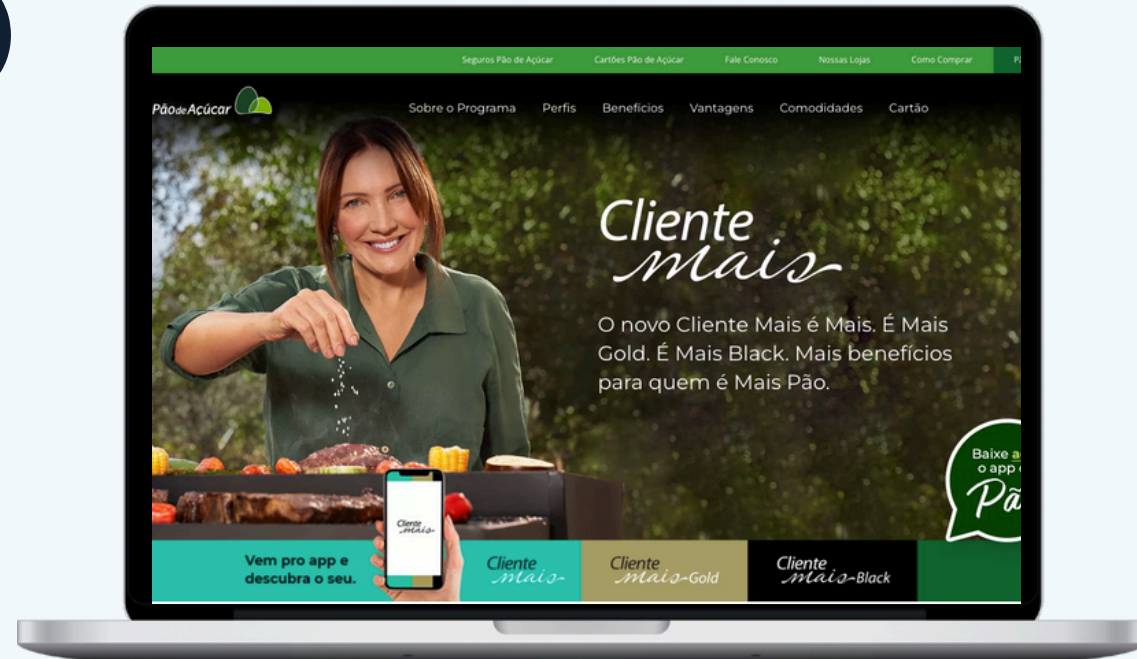 Seguros Pão de Açúcar Cartões Pão de Açúcar Fale Conosco Nossas Lojas Como Comprar
Pão de Açúcar
Sobre o Programa Perfis Benefícios Vantagens Comodidades Cartão
Cliente
mais
O novo Cliente Mais é Mais. É Mais
Gold. É Mais Black. Mais benefícios
para quem é Mais Pão.
Baixe
o app
Vem pro app e
descubra o seu.
Cliente
mais
Cliente
mais
Cliente
mais Gold
Cliente
mais Black